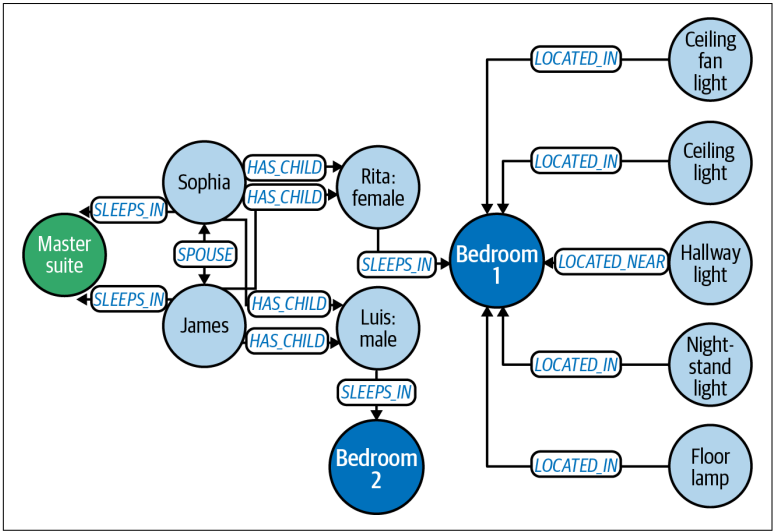 Ceiling
fan
light
LOCATED_IN
Ceiling
light
LOCATED_IN
HAS_CHILD
HAS_CHILD
Sophia
Rita:
female
SLEEPS_IN
Master
suite
SPOUSE
SLEEPS_IN
Bedroom
1
LOCATED_NEAR
Hallway
light
SLEEPS_IN
HAS_CHILD
James
HAS_CHILD
Luis:
male
LOCATED_IN
Night-
stand
light
SLEEPS_IN
Bedroom
2
LOCATED_IN
Floor
lamp